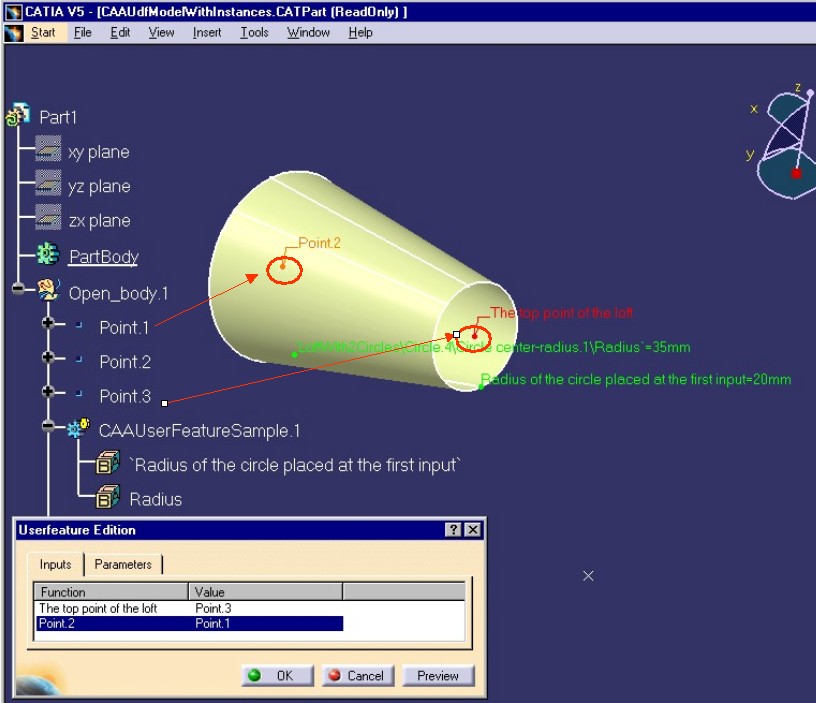 CATIA V5 - [CAAUdfModelWithInstances.CATPart (ReadOnly) ]
Start File Edit View Insert Tools Window Help
z
x
y
Part1
xy plane
yz plane
zx plane
PartBody
Open_body.1
Point.1
Point.2
Point.3
CAAUserFeatureSample.1
`Radius of the circle placed at the first input`
Radius
Point.2
The top point of the loft
LoftWith2Circles\Circle.4\Circle center-radius.1\Radius`=35mm
Radius of the circle placed at the first input=20mm
Userfeature Edition
Inputs Parameters
Function Value
The top point of the loft Point.3
Point.2 Point.1
OK Cancel Preview